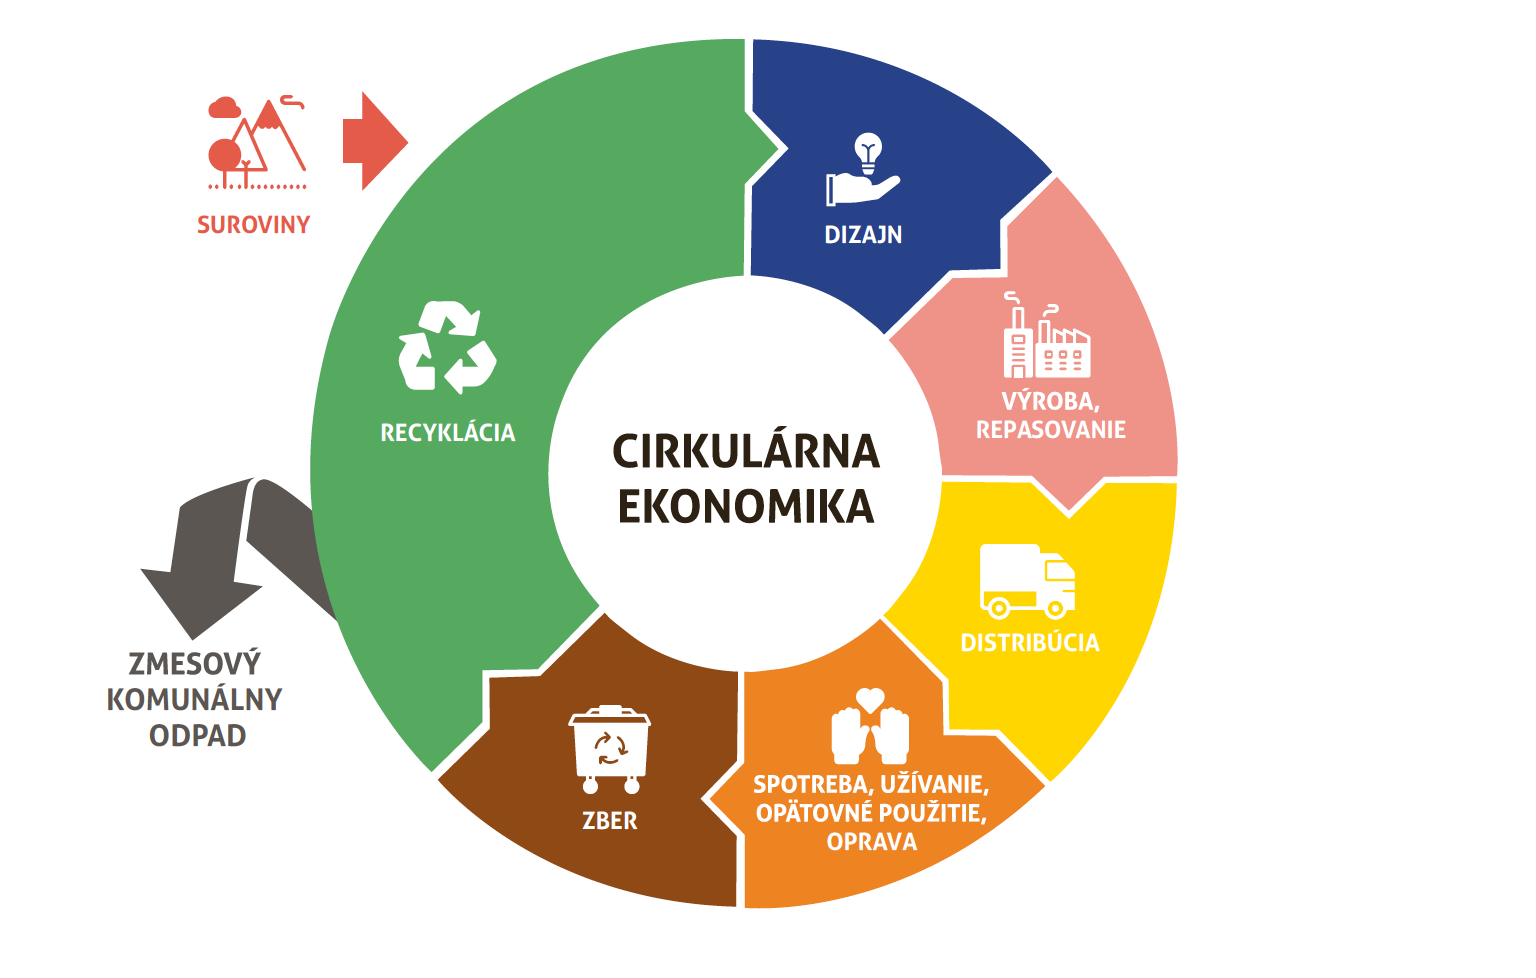 SUROVINY
DIZAJN
VÝROBA,
REPASOVANIE
RECYKLÁCIA
CIRKULÁRNA
EKONOMIKA
DISTRIBÚCIA
ZMESOVÝ
KOMUNÁLNY
ODPAD
SPOTREBA, UŽÍVANIE,
OPÄTOVNÉ POUŽITIE,
OPRAVA
ZBER